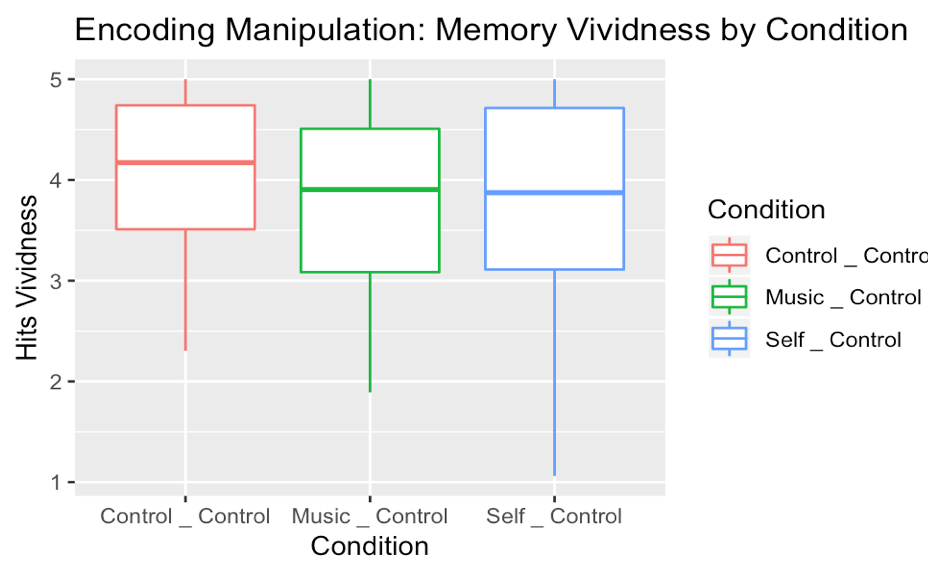 Encoding Manipulation: Memory Vividness by Condition
5
4
3
2
1
Hits Vividness
Control _ Control
Music _ Control
Self _ Control
Condition
Condition
Control _ Contro
Music _ Control
Self _ Control